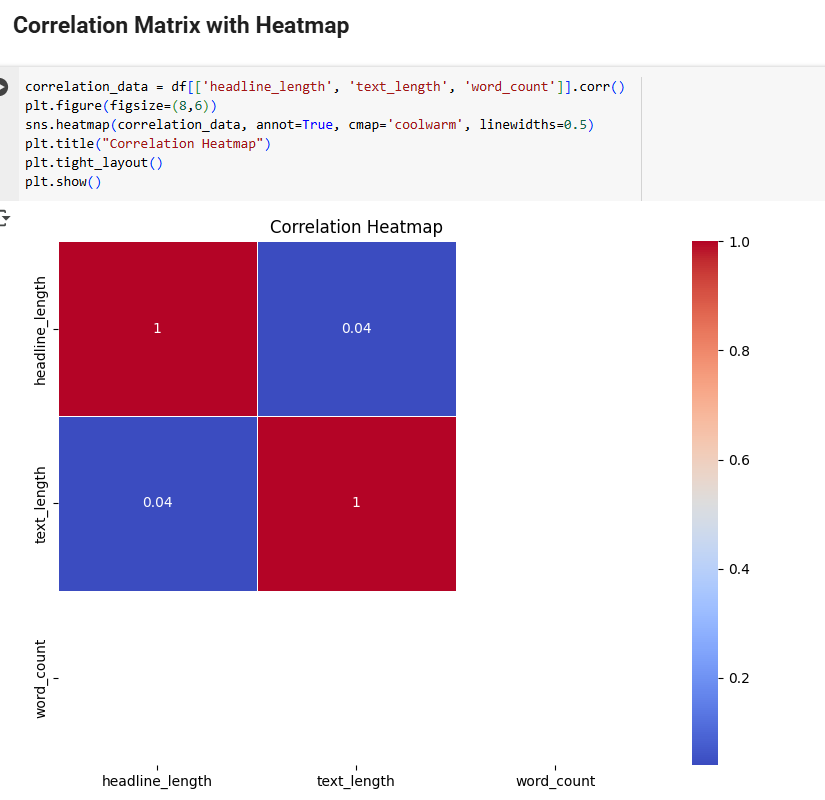 Correlation Matrix with Heatmap
correlation_data = df[['headline_length', 'text_length', 'word_count']].corr()
plt.figure(figsize=(8,6))
sns.heatmap(correlation_data, annot=True, cmap='coolwarm', linewidths=0.5)
plt.title("Correlation Heatmap")
plt.tight_layout()
plt.show()
Correlation Heatmap
headline_length
1
0.04
text_length
0.04
1
word_count
headline_length
text_length
word_count
1.0
0.8
0.6
0.4
0.2